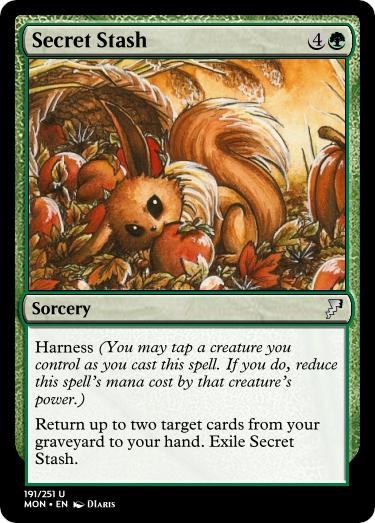 Secret Stash 4
Sorcery
Harness (You may tap a creature you
control as you cast this spell. If you do, reduce
this spell's mana cost by that creature's
power.)
Return up to two target cards from your
graveyard to your hand. Exile Secret
Stash.
191/251 U
MON • EN DIaris